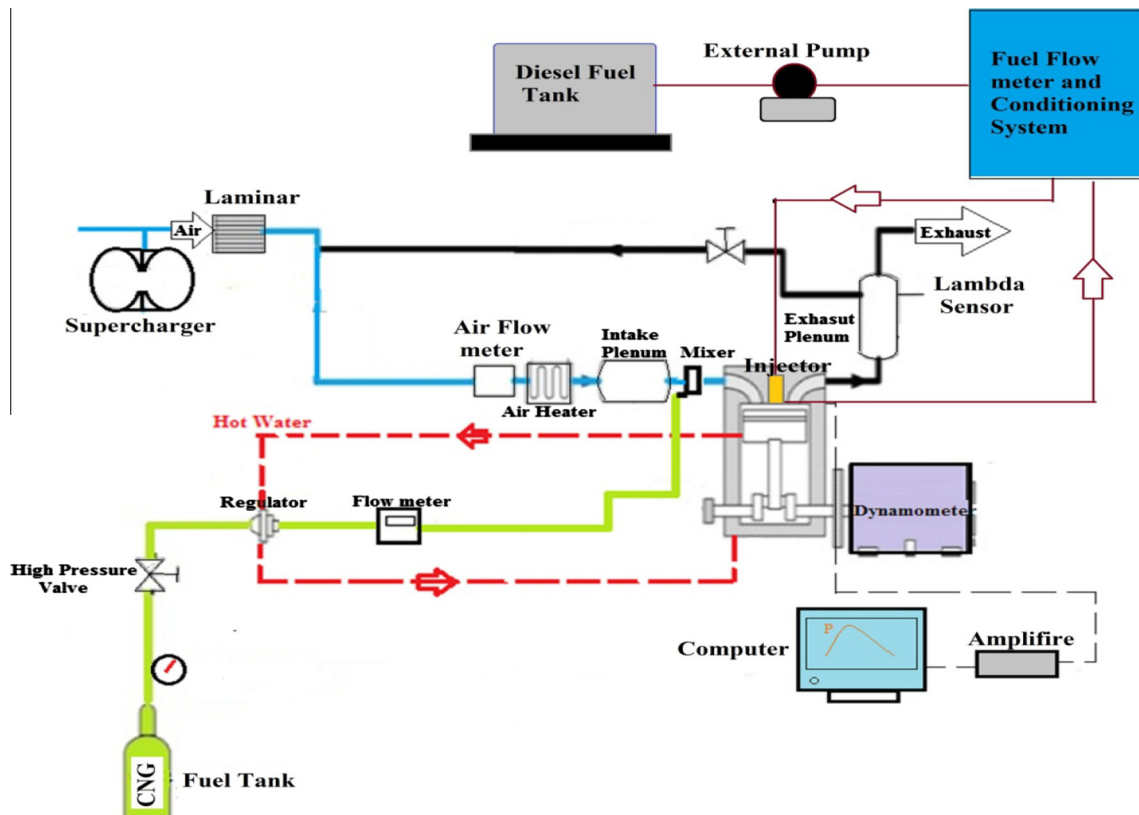 Diesel Fuel
Tank
External Pump
Fuel Flow
meter and
Conditioning
System
Laminar
Air
Supercharger
Exhaust
Lambda
Sensor
Exhasut
Plenum
Air Flow
meter
Intake
Plenum
Mixer
Injector
Air Heater
Hot Water
Regulator
Flow meter
Dynamometer
High Pressure
Valve
P
Computer
Amplifire
CNG
Fuel Tank